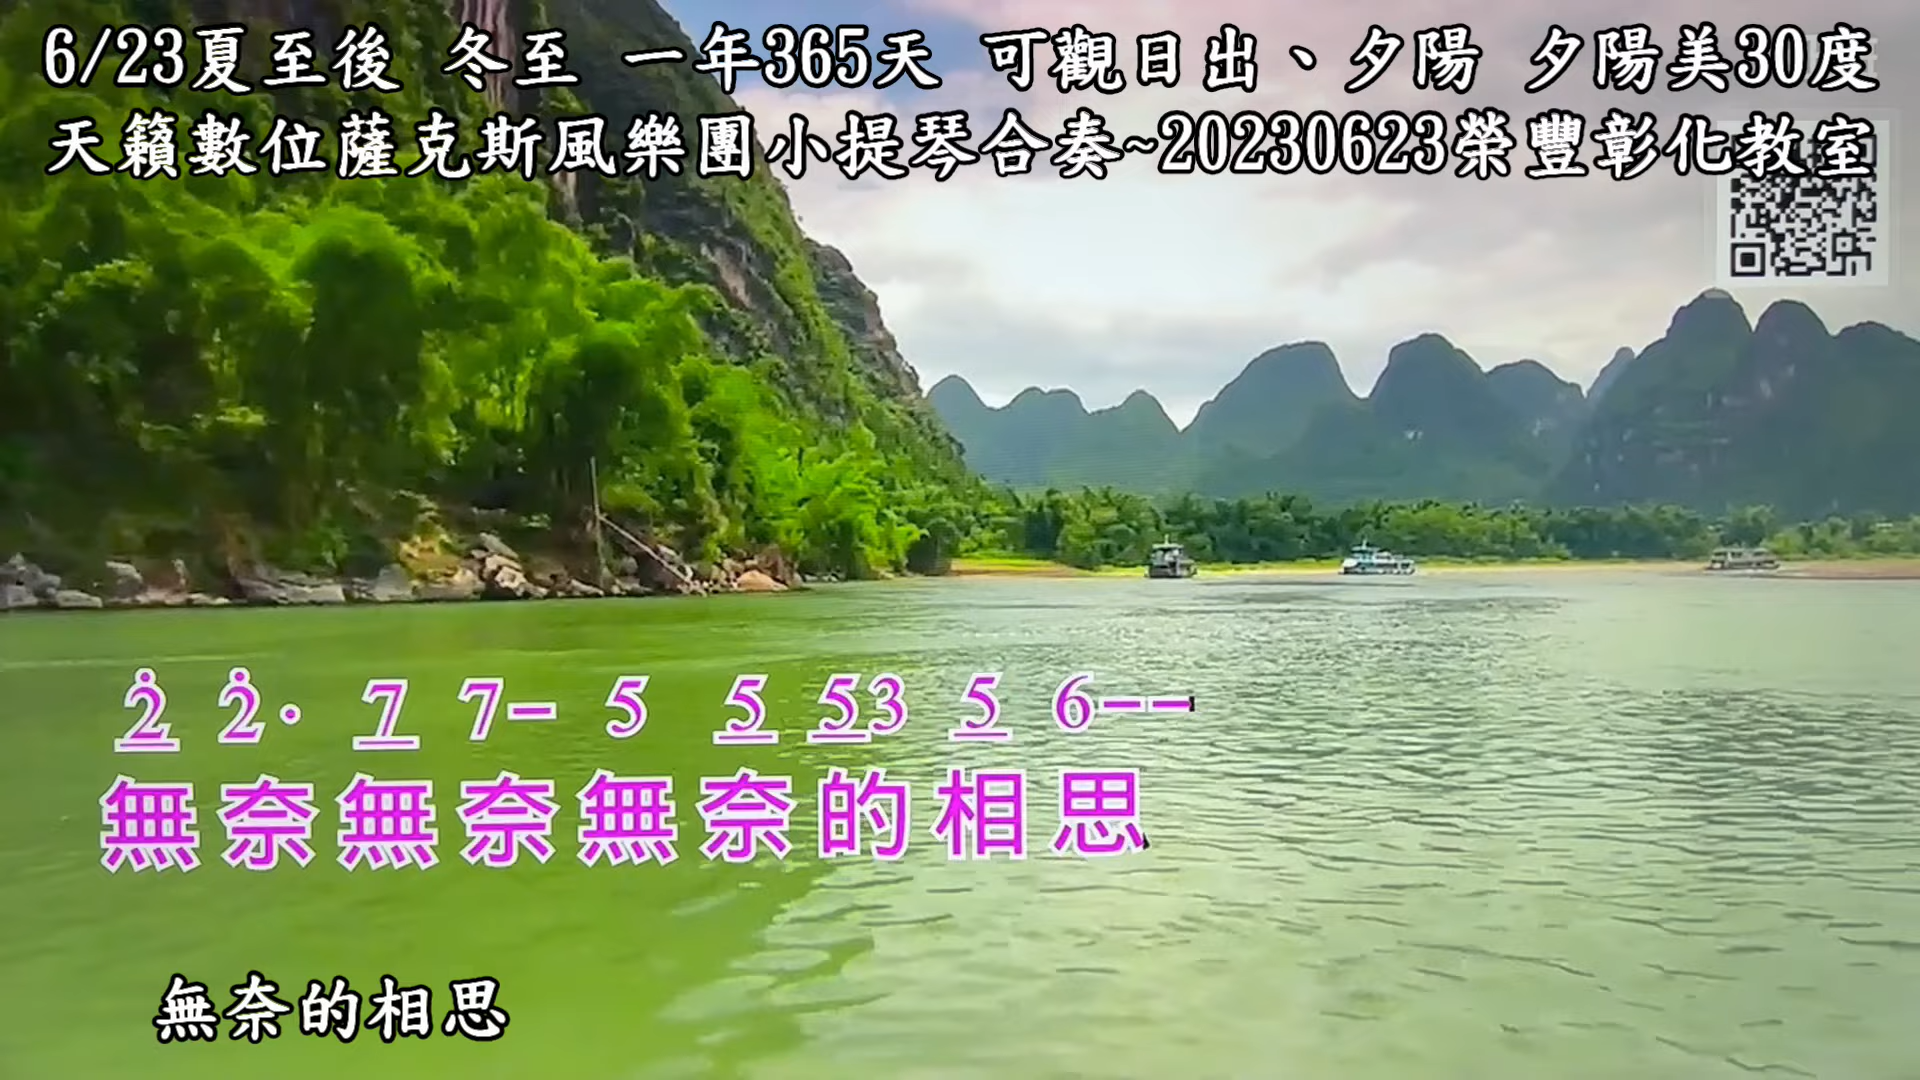 6/23夏至後 冬至 一年365天 可觀日出、夕陽 夕陽美30度
天籟數位薩克斯風樂團小提琴合奏~20230623榮豐彰化教室
2̲̇ 2̇· 7̲ 7- 5 5̲ 5̲3 5̲ 6--
無奈無奈無奈的相思
無奈的相思